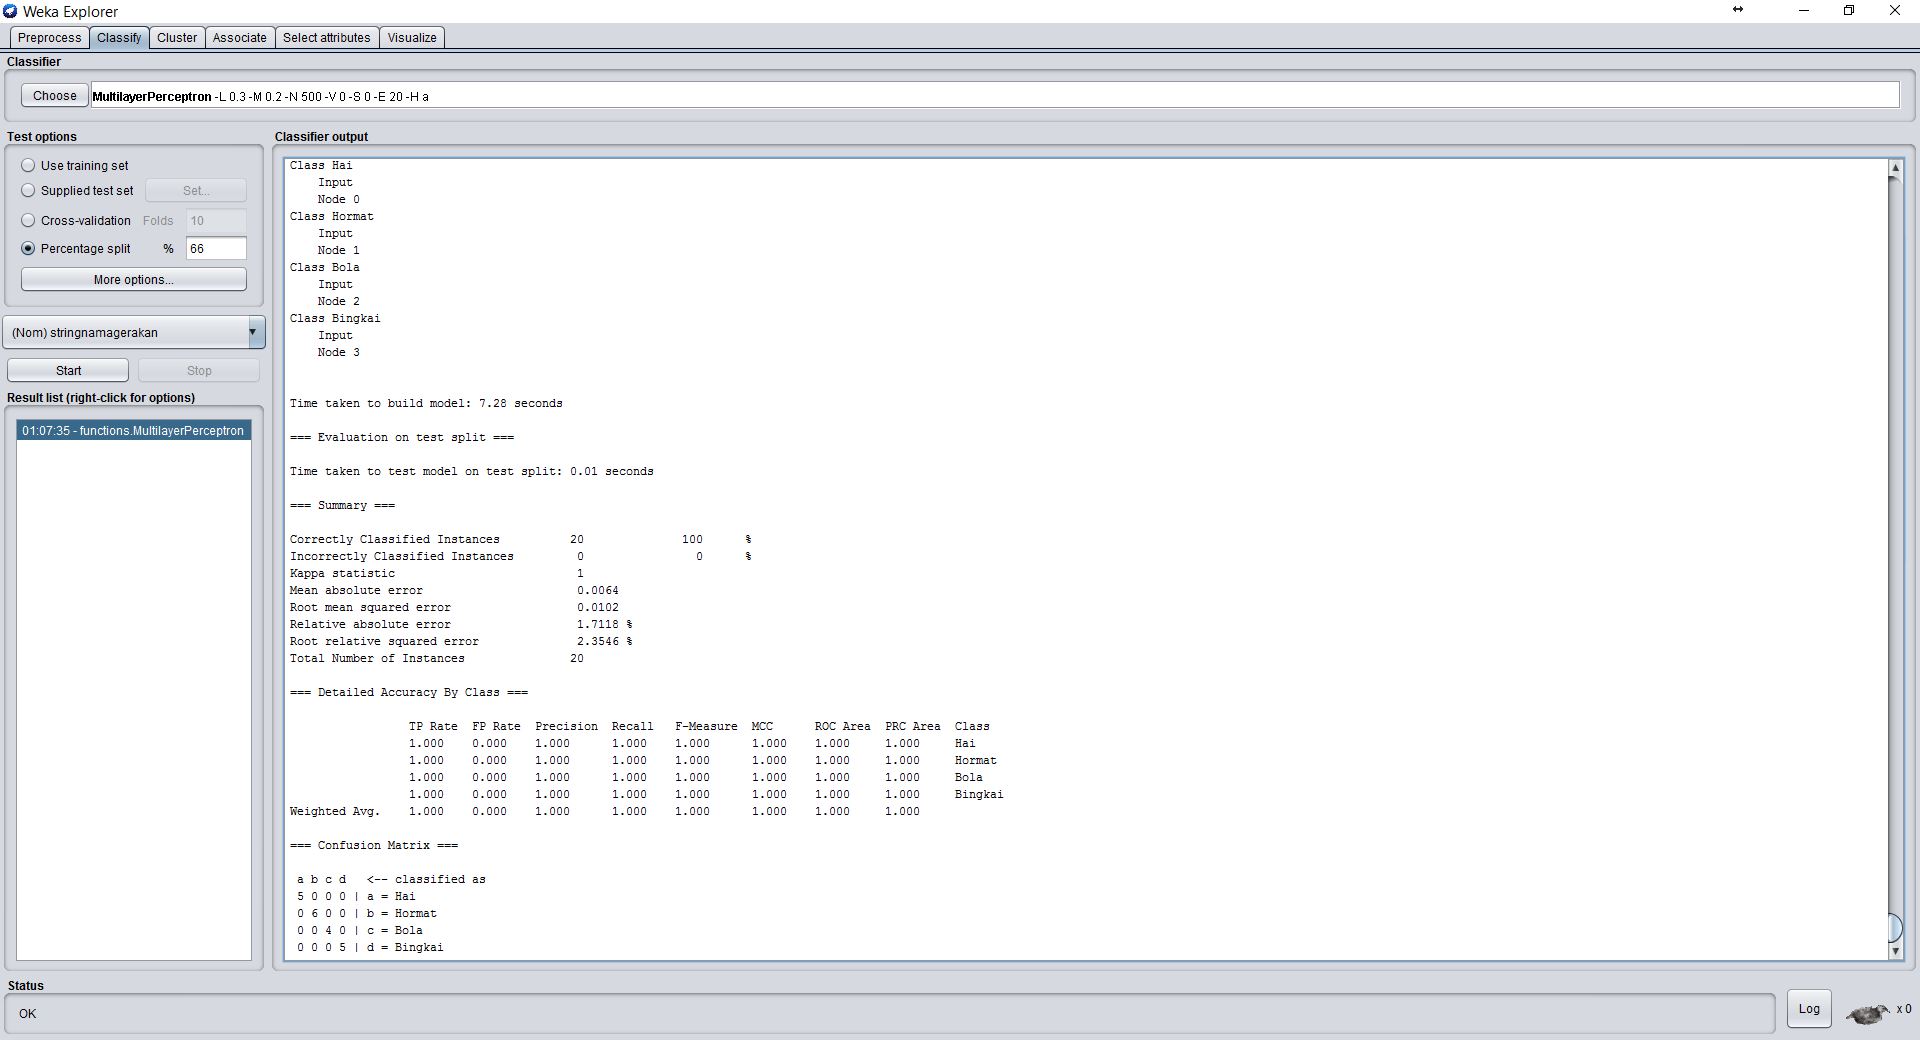 Weka Explorer
Preprocess Classify Cluster Associate Select attributes Visualize
Classifier
Choose MultilayerPerceptron -L 0.3 -M 0.2 -N 500 -V 0 -S 0 -E 20 -H a
Test options
Use training set
Supplied test set Set...
Cross-validation Folds 10
Percentage split % 66
More options...
(Nom) stringnamagerakan
Start Stop
Result list (right-click for options)
01:07:35 - functions.MultilayerPerceptron
Classifier output
Class Hai
Input
Node 0
Class Hormat
Input
Node 1
Class Bola
Input
Node 2
Class Bingkai
Input
Node 3
Time taken to build model: 7.28 seconds
=== Evaluation on test split ===
Time taken to test model on test split: 0.01 seconds
=== Summary ===
Correctly Classified Instances 20 100 %
Incorrectly Classified Instances 0 0 %
Kappa statistic 1
Mean absolute error 0.0064
Root mean squared error 0.0102
Relative absolute error 1.7118 %
Root relative squared error 2.3546 %
Total Number of Instances 20
=== Detailed Accuracy By Class ===
TP Rate FP Rate Precision Recall F-Measure MCC ROC Area PRC Area Class
1.000 0.000 1.000 1.000 1.000 1.000 1.000 1.000 Hai
1.000 0.000 1.000 1.000 1.000 1.000 1.000 1.000 Hormat
1.000 0.000 1.000 1.000 1.000 1.000 1.000 1.000 Bola
1.000 0.000 1.000 1.000 1.000 1.000 1.000 1.000 Bingkai
Weighted Avg. 1.000 0.000 1.000 1.000 1.000 1.000 1.000 1.000
=== Confusion Matrix ===
a b c d <-- classified as
5 0 0 0 | a = Hai
0 6 0 0 | b = Hormat
0 0 4 0 | c = Bola
0 0 0 5 | d = Bingkai
Status
OK
Log x 0